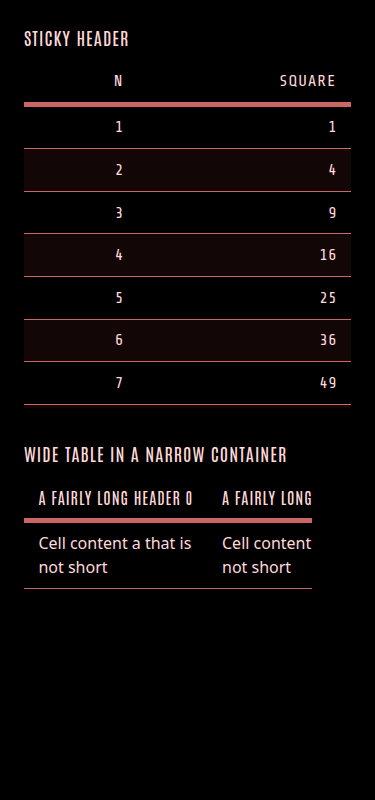 STICKY HEADER
N SQUARE
1 1
2 4
3 9
4 16
5 25
6 36
7 49
WIDE TABLE IN A NARROW CONTAINER
A FAIRLY LONG HEADER 0 A FAIRLY LONG
Cell content a that is Cell content
not short not short